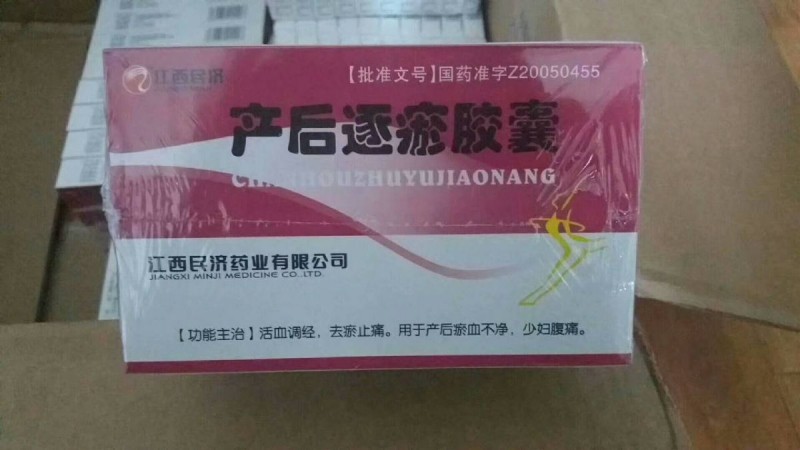 江西民济
【批准文号】国药准字Z20050455
产后逐瘀胶囊
CHANHOUZHUYUJIAONANG
江西民济药业有限公司
JIANGXI MINJI MEDICINE CO.,LTD.
【功能主治】活血调经，去瘀止痛。用于产后瘀血不净，少妇腹痛。